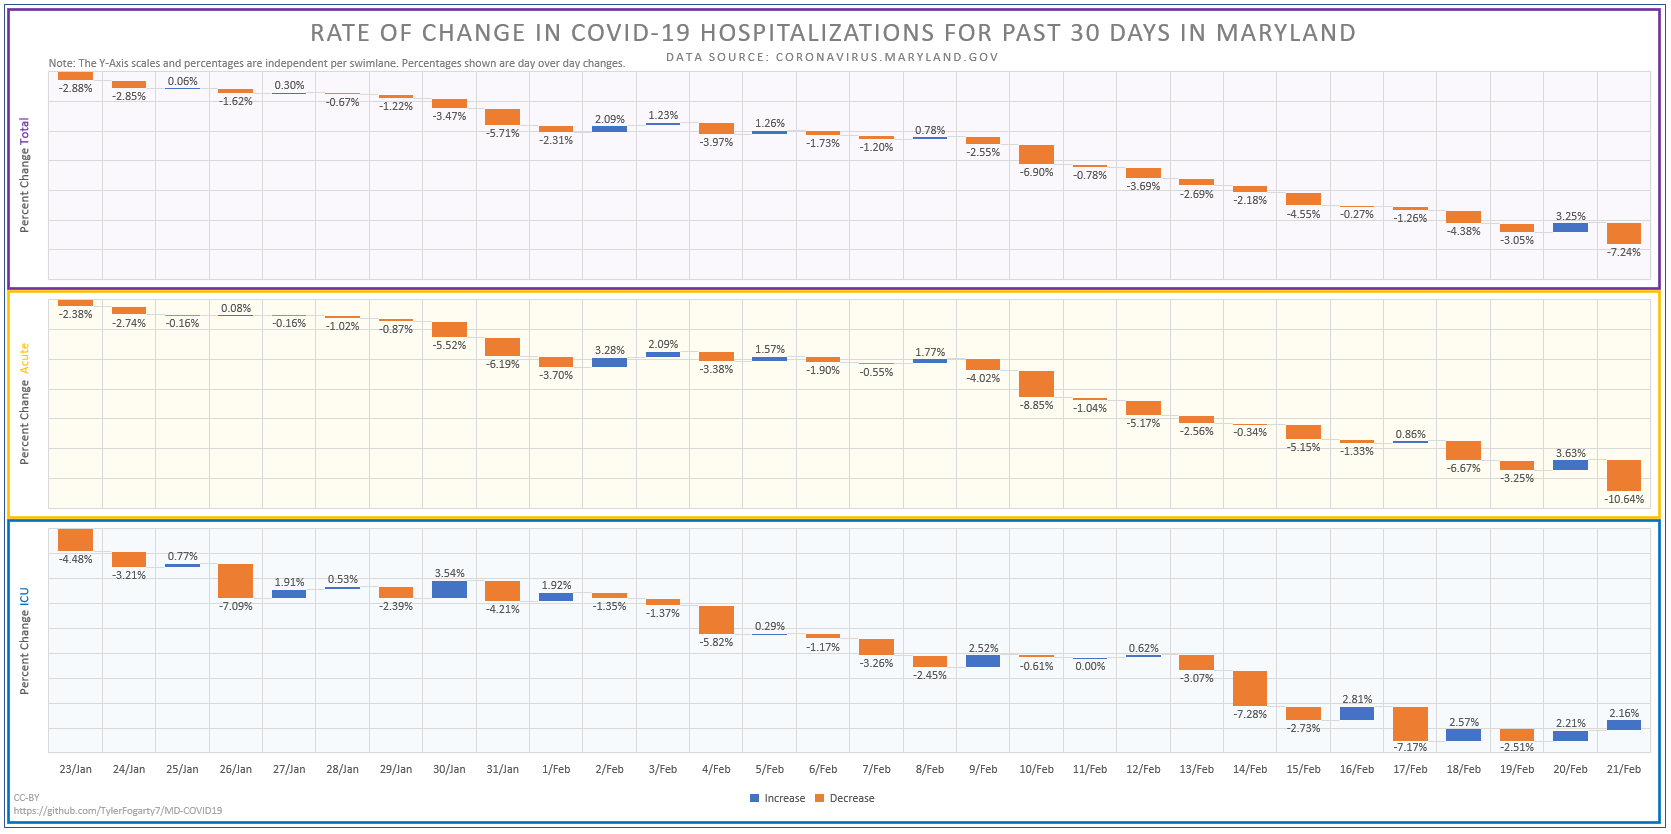 RATE OF CHANGE IN COVID-19 HOSPITALIZATIONS FOR PAST 30 DAYS IN MARYLAND
DATA SOURCE: CORONAVIRUS.MARYLAND.GOV
Note: The Y-Axis scales and percentages are independent per swimlane. Percentages shown are day over day changes.
Percent Change Total
-2.88% -2.85% 0.06% -1.62% 0.30% -0.67% -1.22% -3.47% -5.71% -2.31% 2.09% 1.23% -3.97% 1.26% -1.73% -1.20% 0.78% -2.55% -6.90% -0.78% -3.69% -2.69% -2.18% -4.55% -0.27% -1.26% -4.38% -3.05% 3.25% -7.24%
Percent Change Acute
-2.38% -2.74% -0.16% 0.08% -0.16% -1.02% -0.87% -5.52% -6.19% -3.70% 3.28% 2.09% -3.38% 1.57% -1.90% -0.55% 1.77% -4.02% -8.85% -1.04% -5.17% -2.56% -0.34% -5.15% -1.33% 0.86% -6.67% -3.25% 3.63% -10.64%
Percent Change ICU
-4.48% -3.21% 0.77% -7.09% 1.91% 0.53% -2.39% 3.54% -4.21% 1.92% -1.35% -1.37% -5.82% 0.29% -1.17% -3.26% -2.45% 2.52% -0.61% 0.00% 0.62% -3.07% -7.28% -2.73% 2.81% -7.17% 2.57% -2.51% 2.21% 2.16%
23/Jan 24/Jan 25/Jan 26/Jan 27/Jan 28/Jan 29/Jan 30/Jan 31/Jan 1/Feb 2/Feb 3/Feb 4/Feb 5/Feb 6/Feb 7/Feb 8/Feb 9/Feb 10/Feb 11/Feb 12/Feb 13/Feb 14/Feb 15/Feb 16/Feb 17/Feb 18/Feb 19/Feb 20/Feb 21/Feb
Increase Decrease
CC-BY
https://github.com/TylerFogarty7/MD-COVID19